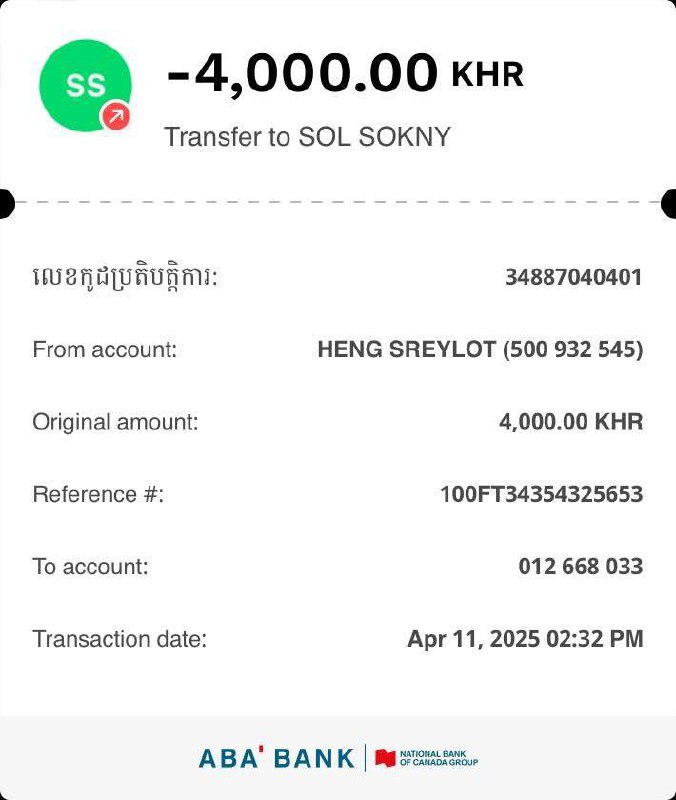 SS
-4,000.00 KHR
Transfer to SOL SOKNY
លេខកូដប្រតិបត្តិការ: 34887040401
From account: HENG SREYLOT (500 932 545)
Original amount: 4,000.00 KHR
Reference #: 100FT34354325653
To account: 012 668 033
Transaction date: Apr 11, 2025 02:32 PM
ABA' BANK
NATIONAL BANK
OF CANADA GROUP